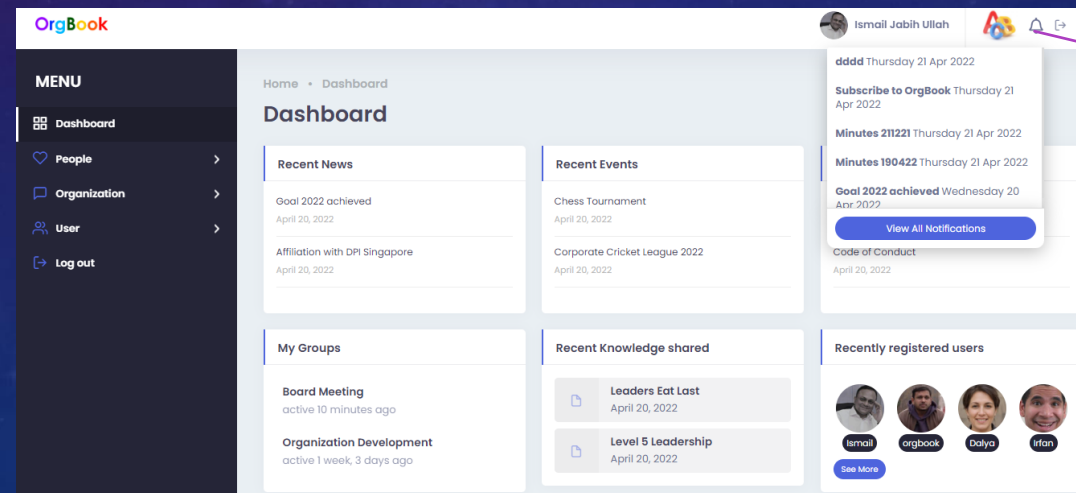 OrgBook
Ismail Jabih Ullah
MENU
Dashboard
People
Organization
User
Log out
Home • Dashboard
Dashboard
dddd Thursday 21 Apr 2022
Subscribe to OrgBook Thursday 21
Apr 2022
Minutes 211221 Thursday 21 Apr 2022
Minutes 190422 Thursday 21 Apr 2022
Goal 2022 achieved Wednesday 20
Apr 2022
View All Notifications
Recent News
Goal 2022 achieved
April 20, 2022
Affiliation with DPI Singapore
April 20, 2022
Recent Events
Chess Tournament
April 20, 2022
Corporate Cricket League 2022
April 20, 2022
Code of Conduct
April 20, 2022
My Groups
Board Meeting
active 10 minutes ago
Organization Development
active 1 week, 3 days ago
Recent Knowledge shared
Leaders Eat Last
April 20, 2022
Level 5 Leadership
April 20, 2022
Recently registered users
Ismail
orgbook
Dalya
Irfan
See More